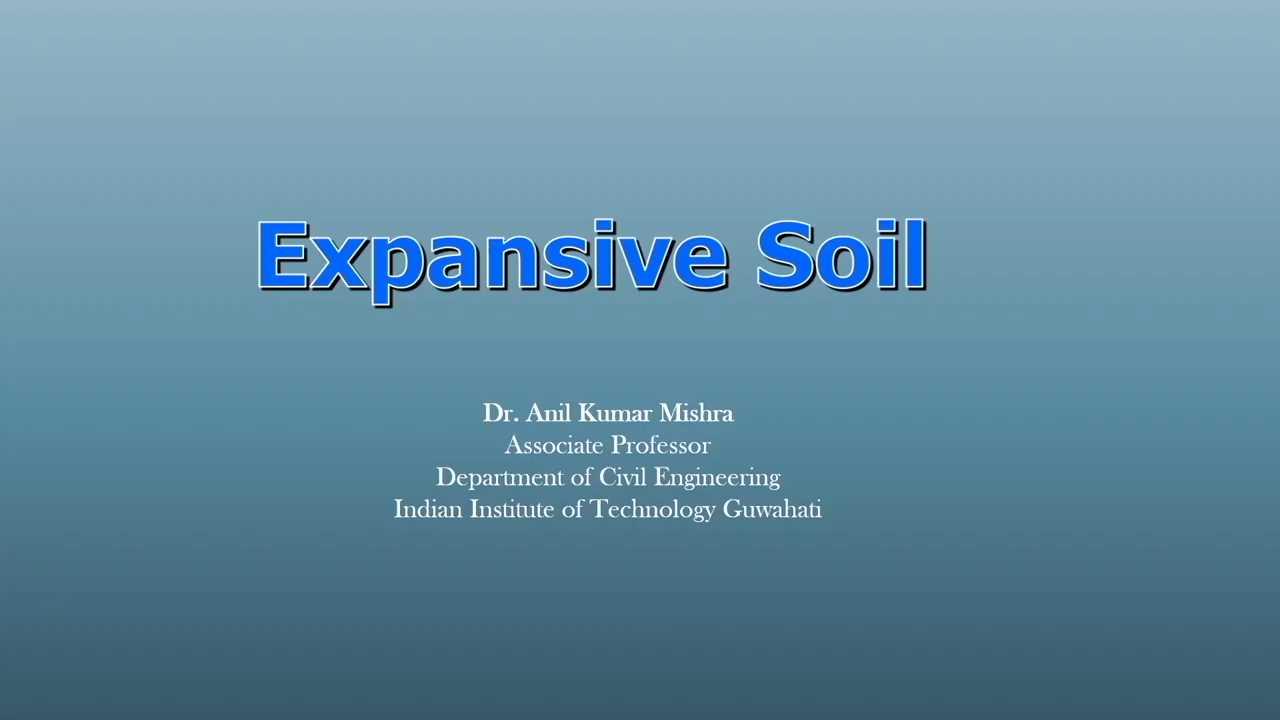 Expansive Soil
Dr. Anil Kumar Mishra
Associate Professor
Department of Civil Engineering
Indian Institute of Technology Guwahati